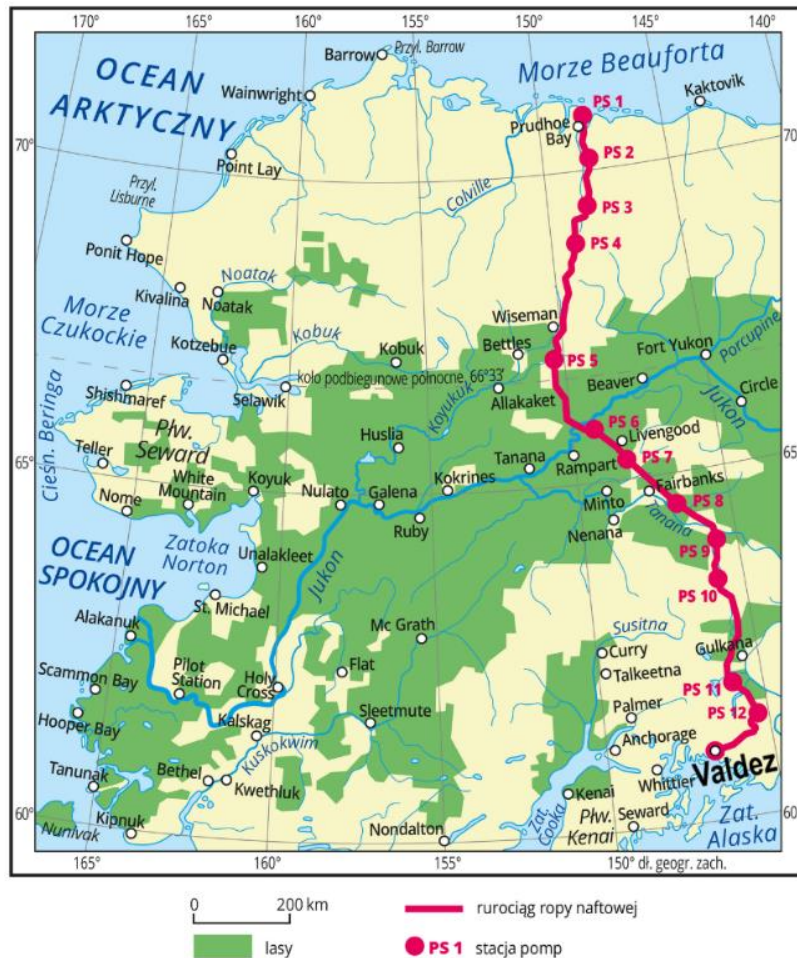 170°
165°
160°
155°
150°
145°
140°
Barrow
Przyl. Barrow
Morze Beauforta
OCEAN
ARKTYCZNY
Wainwright
Kaktovik
PS 1
Prudhoe
Bay
PS 2
70°
70°
Point Lay
Przyl.
Lisburne
Colville
PS 3
PS 4
Ponit Hope
Noatak
Kivalina
Noatak
Morze
Czukockie
Wiseman
Kobuk
Kobuk
Bettles
Fort Yukon
Porcupine
Kotzebue
PS 5
koło podbiegunowe północne, 66°33'
Beaver
Jukon
Circle
Shishmaref
Selawik
Koyukuk
Allakaket
Ciesn. Beringa
Płw.
Seward
Huslia
PS 6
Livengood
65°
65°
Teller
White
Mountain
Koyuk
Tanana
Rampart
PS 7
Nome
Nulato
Galena
Kokrines
Fairbanks
Minto
PS 8
Ruby
Nenana
Tanana
OCEAN
SPOKOJNY
Zatoka
Norton
Unalakleet
Jukon
PS 9
PS 10
St. Michael
Alakanuk
Mc Grath
Susitna
Curry
Gulkana
Pilot
Station
Holy
Cross
Flat
Talkeetna
Scammon Bay
PS 11
Hooper Bay
Kalskag
Sleetmute
Palmer
PS 12
Kuskokwim
Anchorage
Valdez
Tanunak
Bethel
Kwethluk
Whittier
Kenai
60°
60°
Zat.
Cooka
Płw.
Kenai
Seward
Zat.
Alaska
Nunivak
Kipnuk
Nondalton
165°
160°
155°
150° dł. geogr. zach.
0 200 km
rurociąg ropy naftowej
lasy
PS 1 stacja pomp